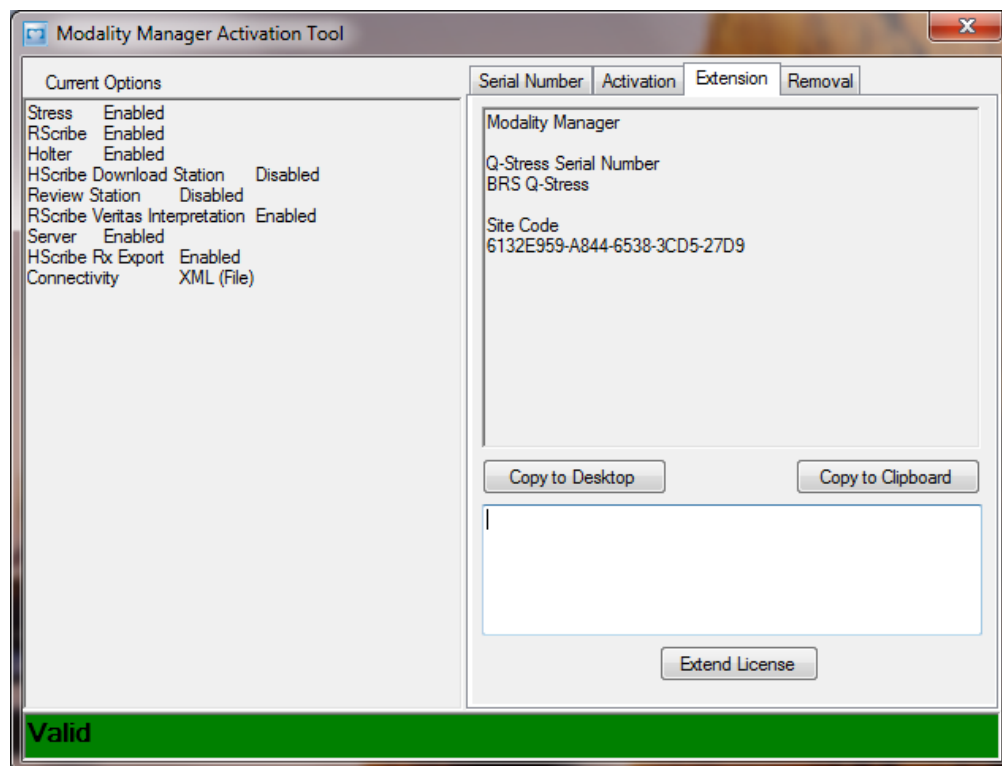 Modality Manager Activation Tool
Current Options
Stress Enabled
RScribe Enabled
Holter Enabled
HScribe Download Station Disabled
Review Station Disabled
RScribe Veritas Interpretation Enabled
Server Enabled
HScribe Rx Export Enabled
Connectivity XML (File)
Serial Number Activation Extension Removal
Modality Manager
Q-Stress Serial Number
BRS Q-Stress
Site Code
6132E959-A844-6538-3CD5-27D9
Copy to Desktop Copy to Clipboard
Extend License
Valid